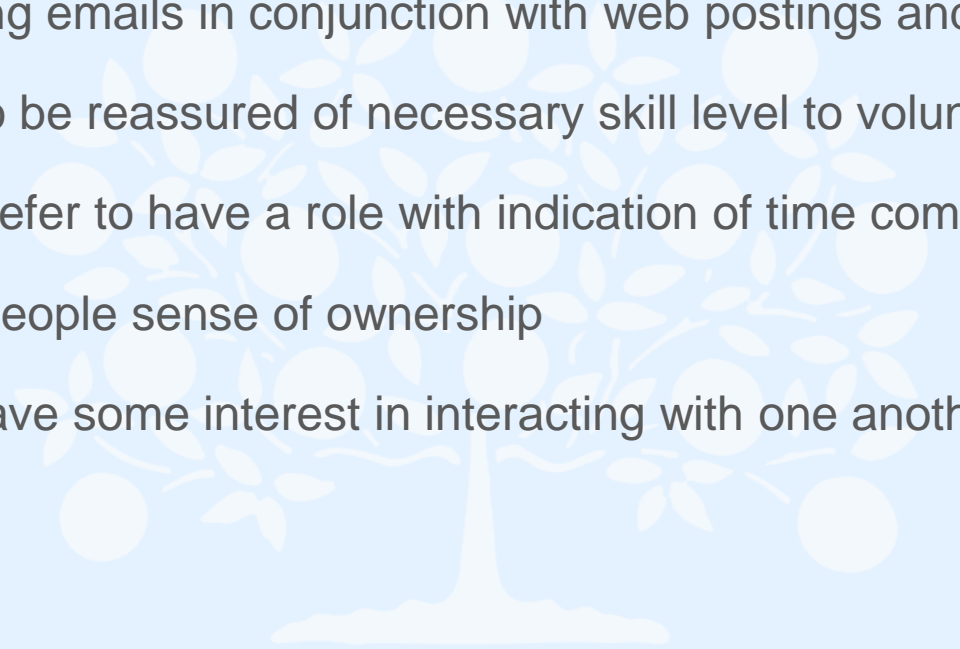 ng emails in conjunction with web postings and
o be reassured of necessary skill level to volun
efer to have a role with indication of time com
eople sense of ownership
ave some interest in interacting with one anoth